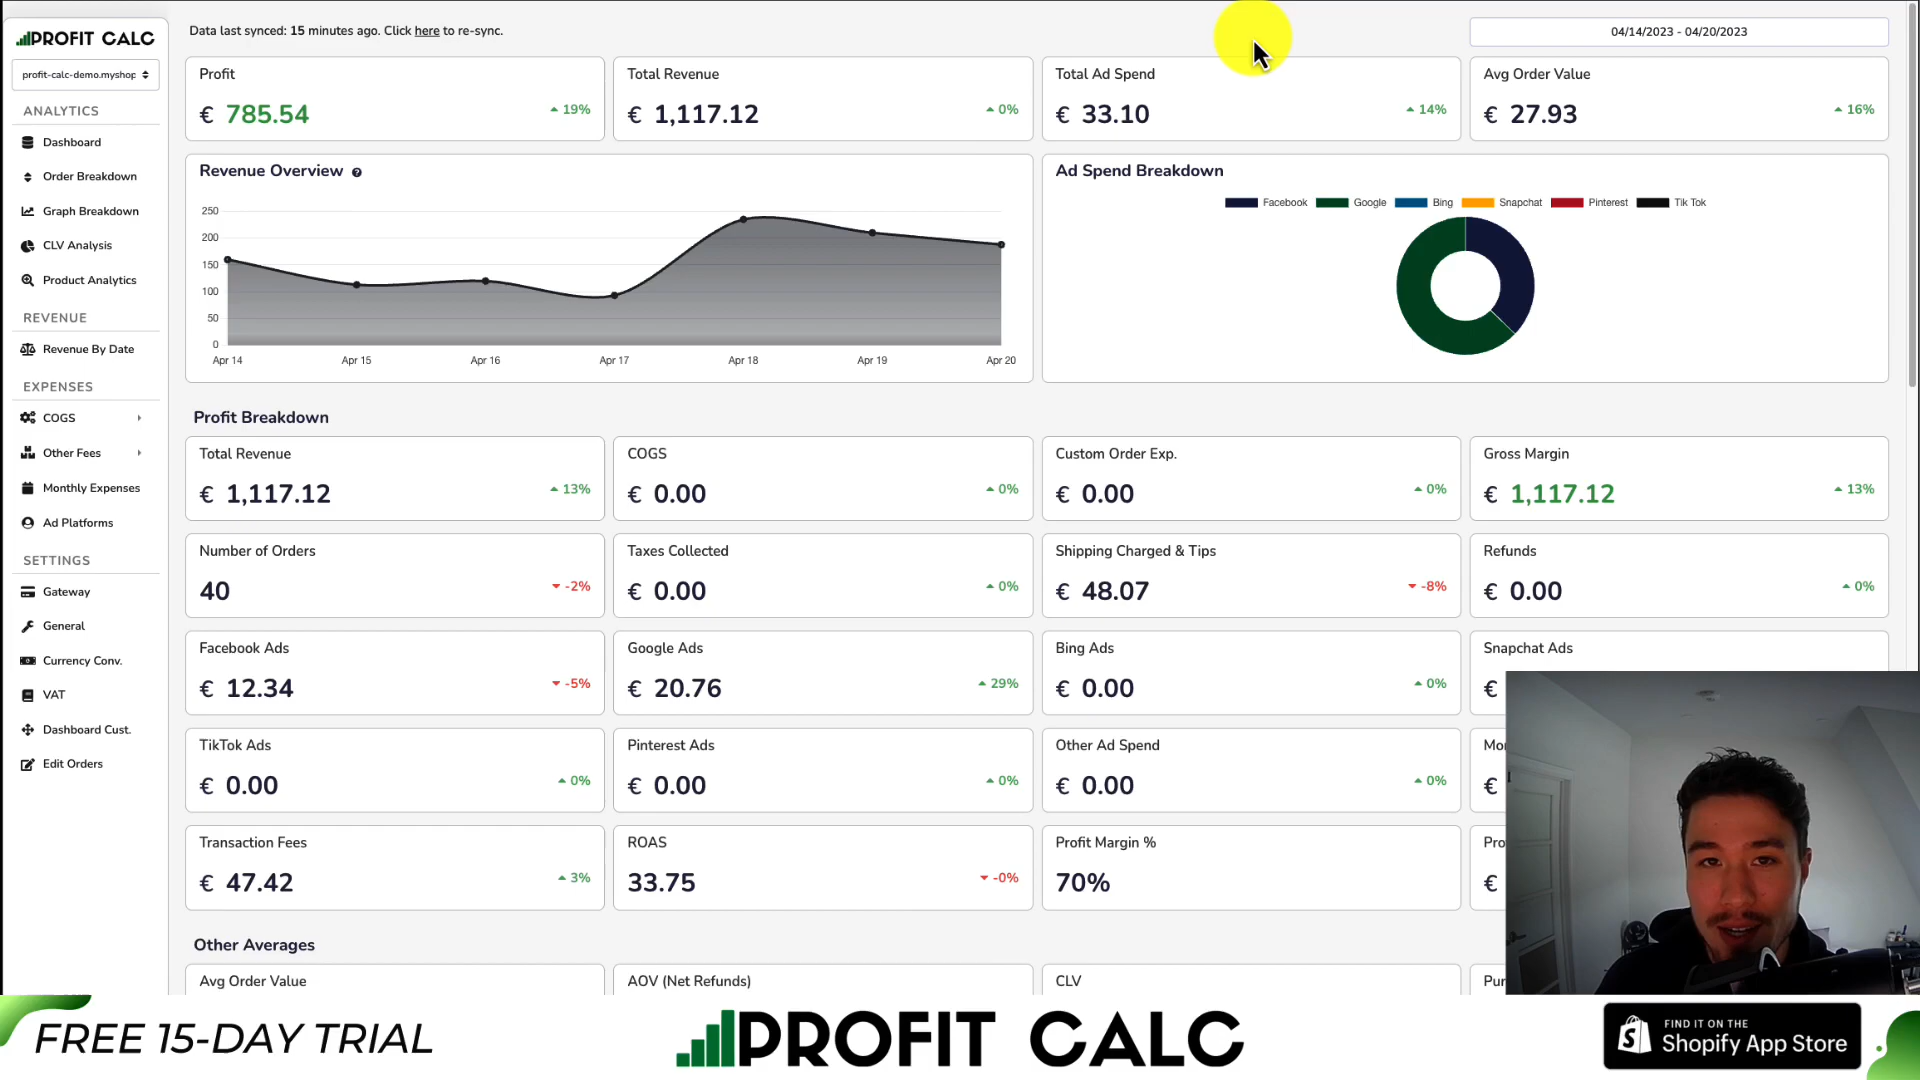 PROFIT CALC
profit-calc-demo.myshop
ANALYTICS
Dashboard
Order Breakdown
Graph Breakdown
CLV Analysis
Product Analytics
REVENUE
Revenue By Date
EXPENSES
COGS
Other Fees
Monthly Expenses
Ad Platforms
SETTINGS
Gateway
General
Currency Conv.
VAT
Dashboard Cust.
Edit Orders
Data last synced: 15 minutes ago. Click here to re-sync.
04/14/2023 - 04/20/2023
Profit
€ 785.54
19%
Total Revenue
€ 1,117.12
0%
Total Ad Spend
€ 33.10
14%
Avg Order Value
€ 27.93
16%
Revenue Overview
250
200
150
100
50
0
Apr 14 Apr 15 Apr 16 Apr 17 Apr 18 Apr 19 Apr 20
Ad Spend Breakdown
Facebook Google Bing Snapchat Pinterest Tik Tok
Profit Breakdown
Total Revenue
€ 1,117.12
13%
COGS
€ 0.00
0%
Custom Order Exp.
€ 0.00
0%
Gross Margin
€ 1,117.12
13%
Number of Orders
40
-2%
Taxes Collected
€ 0.00
0%
Shipping Charged & Tips
€ 48.07
-8%
Refunds
€ 0.00
0%
Facebook Ads
€ 12.34
-5%
Google Ads
€ 20.76
29%
Bing Ads
€ 0.00
0%
Snapchat Ads
€
TikTok Ads
€ 0.00
0%
Pinterest Ads
€ 0.00
0%
Other Ad Spend
€ 0.00
0%
Mo
€
Transaction Fees
€ 47.42
3%
ROAS
33.75
-0%
Profit Margin %
70%
Pro
€
Other Averages
Avg Order Value
AOV (Net Refunds)
CLV
Pur
FREE 15-DAY TRIAL
PROFIT CALC
FIND IT ON THE
Shopify App Store